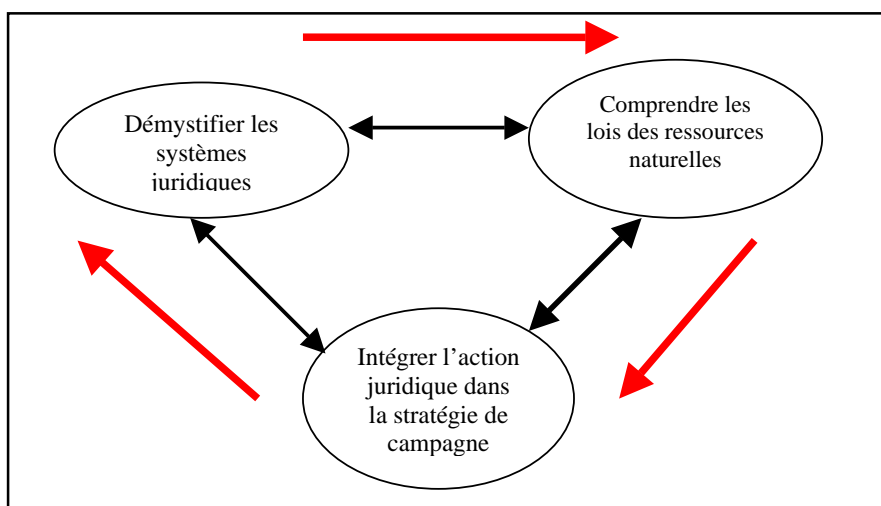 Démystifier les
systèmes
juridiques
Comprendre les
lois des ressources
naturelles
Intégrer l’action
juridique dans
la stratégie de
campagne